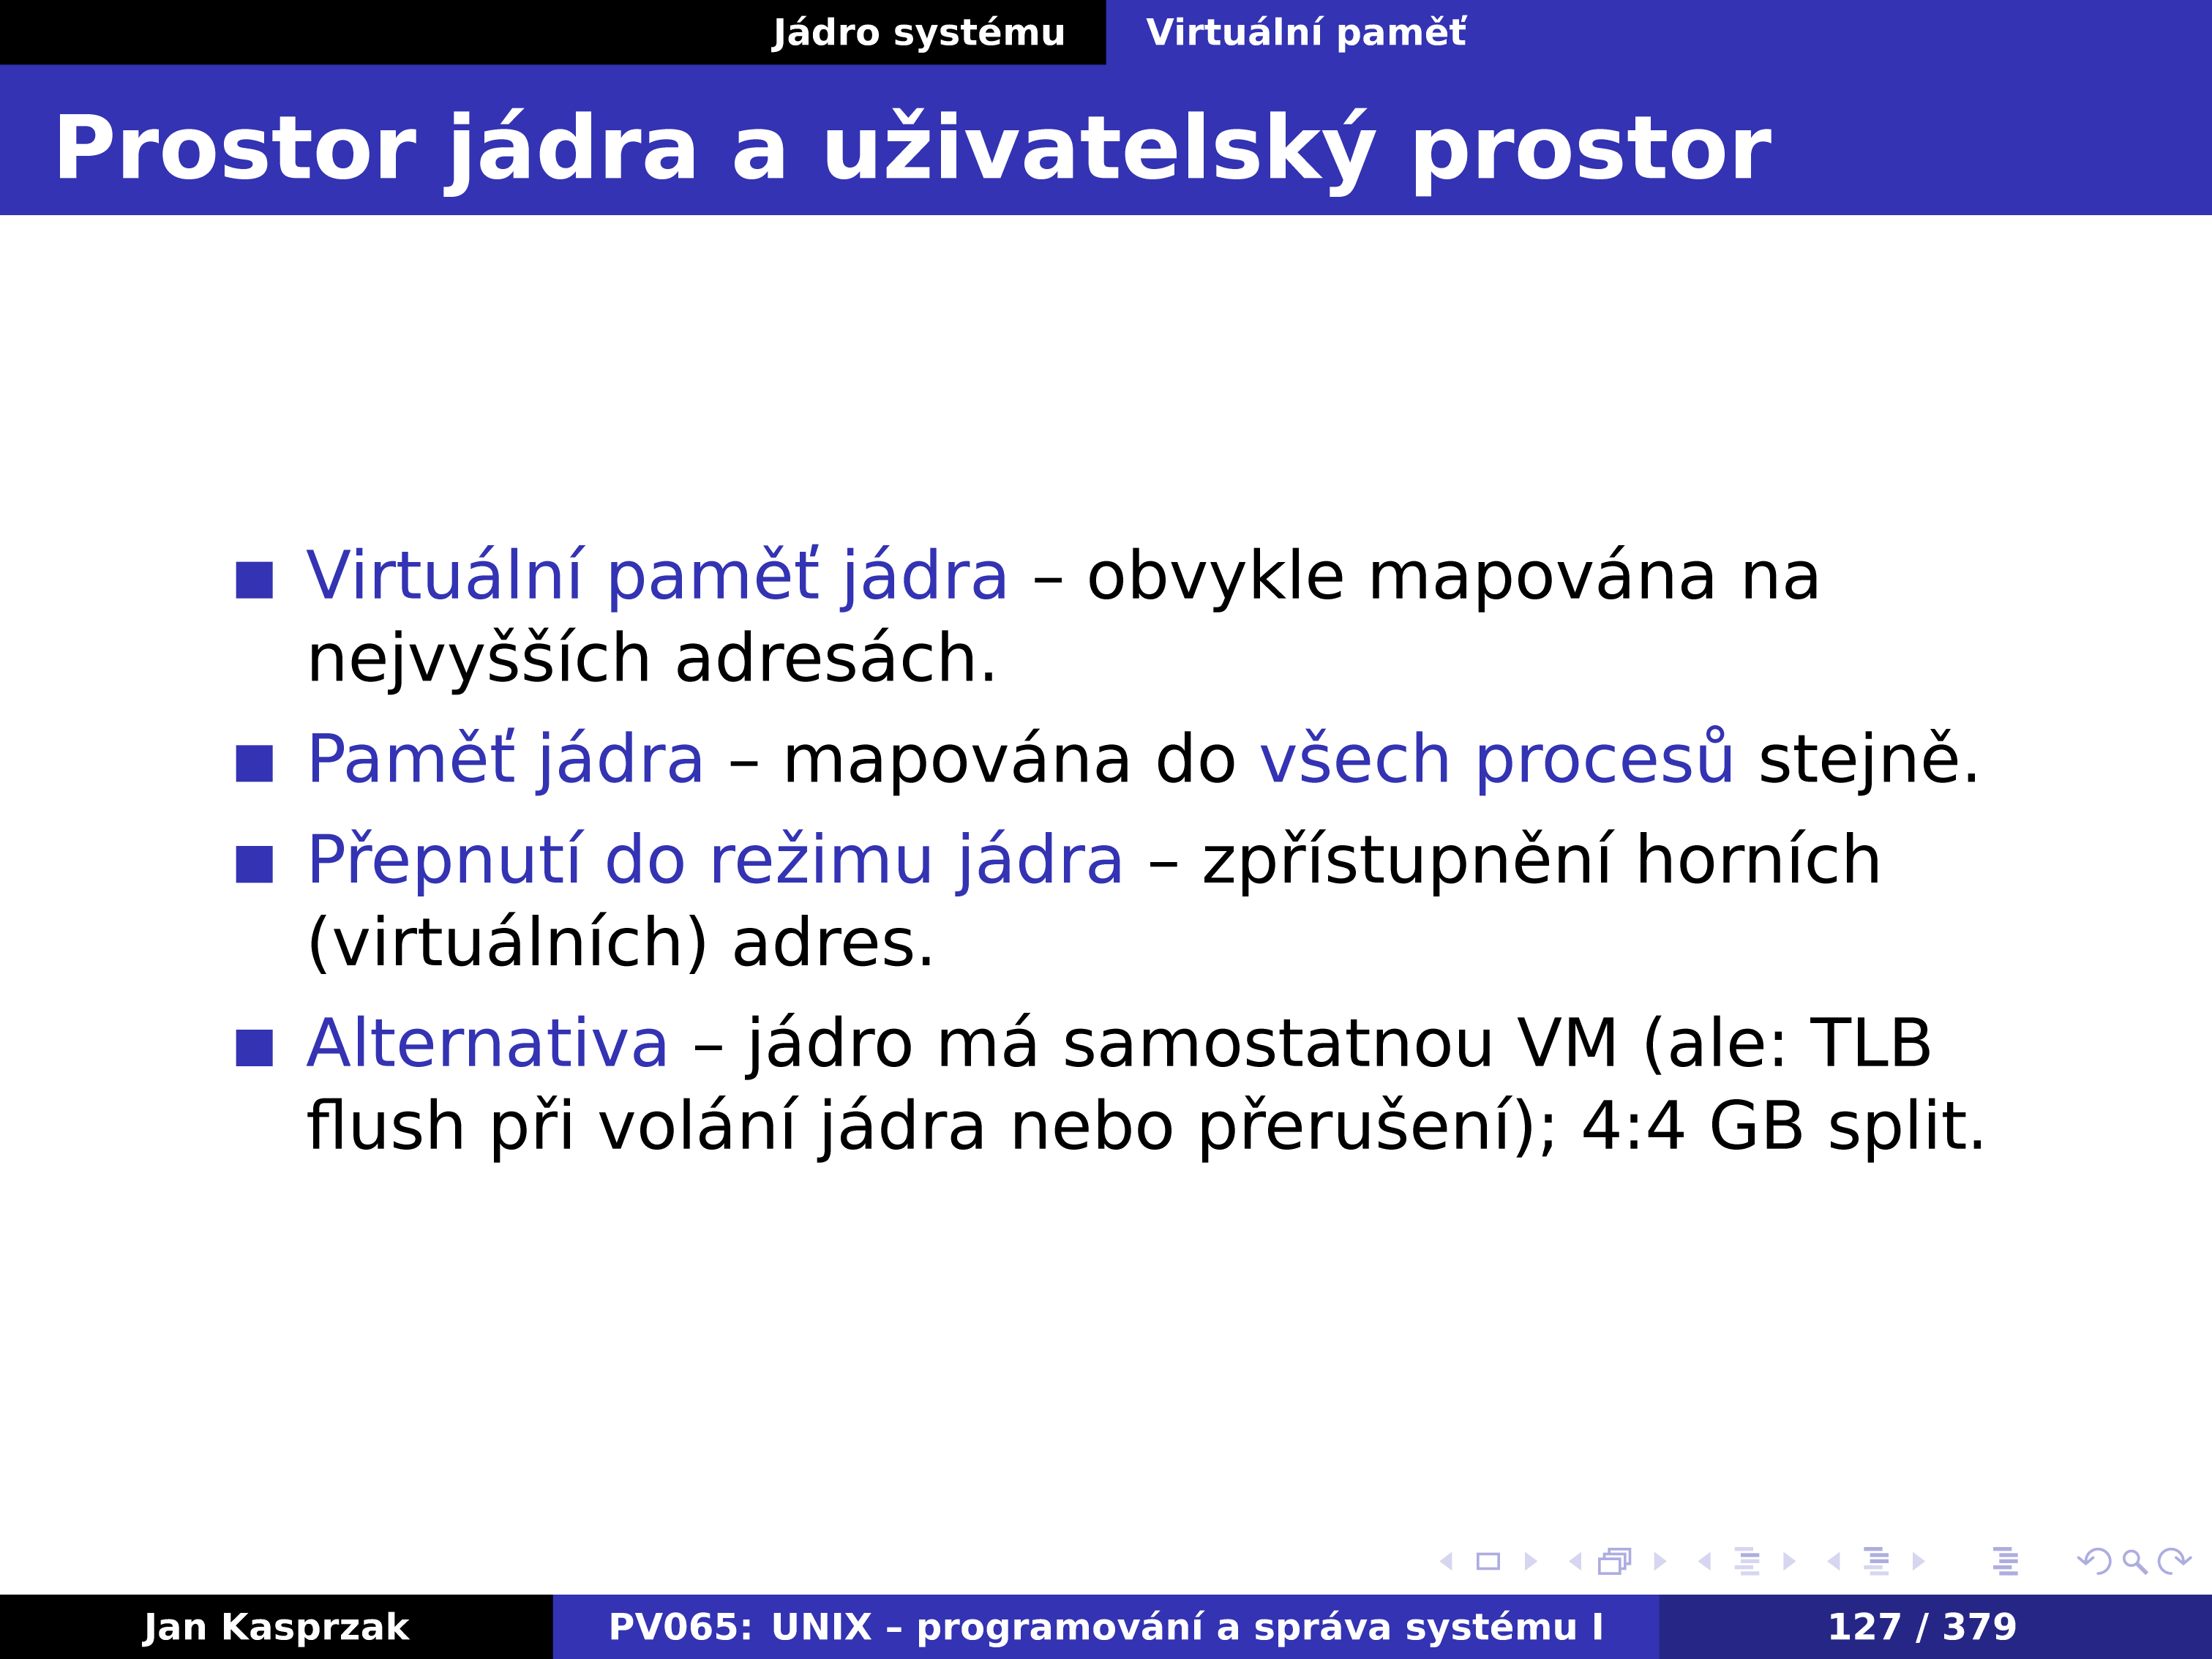 Jádro systému Virtuální paměť
Prostor jádra a uživatelský prostor
Virtuální paměť jádra – obvykle mapována na
nejvyšších adresách.
Paměť jádra – mapována do všech procesů stejně.
Přepnutí do režimu jádra – zpřístupnění horních
(virtuálních) adres.
Alternativa – jádro má samostatnou VM (ale: TLB
flush při volání jádra nebo přerušení); 4:4 GB split.
Jan Kasprzak PV065: UNIX – programování a správa systému I 127 / 379